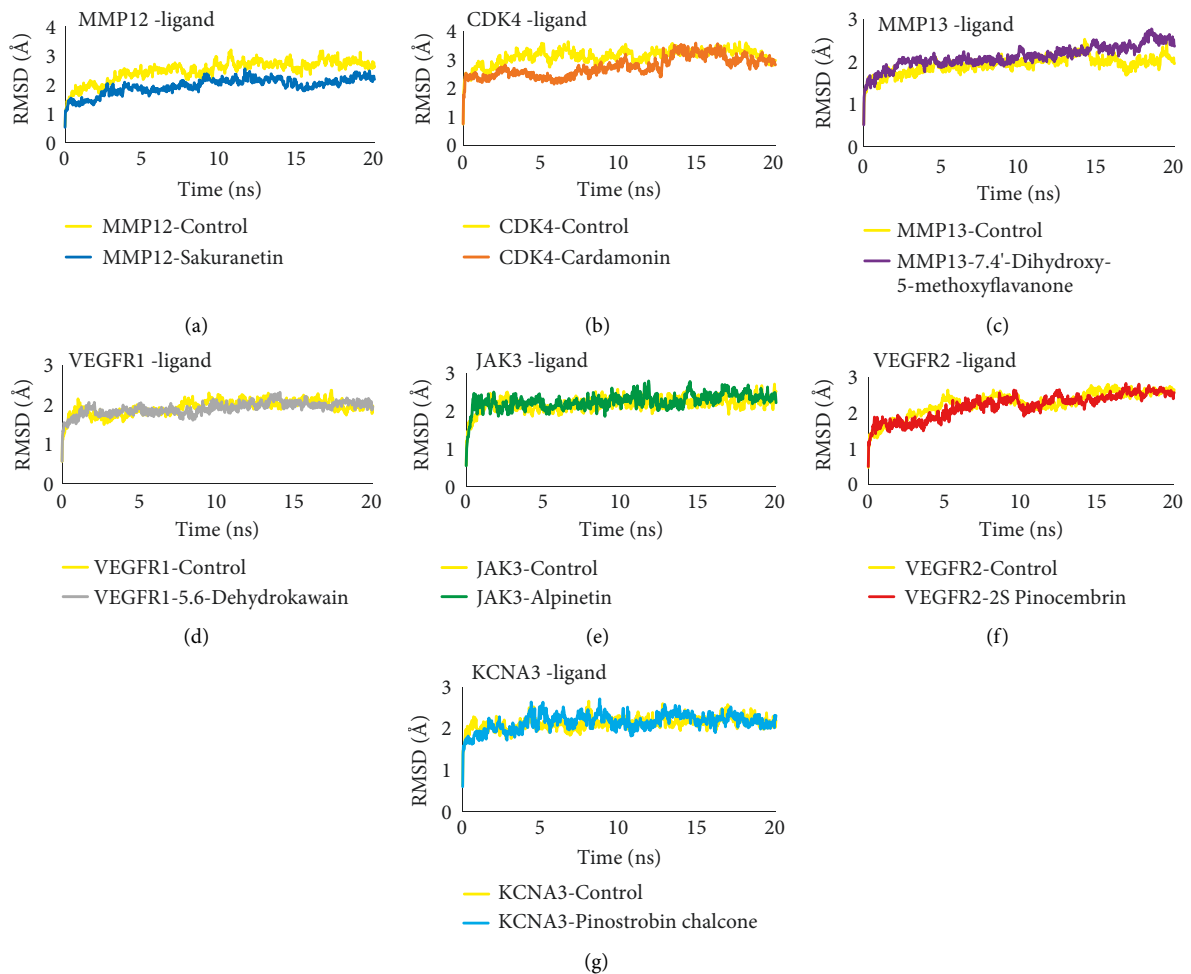 MMP12 -ligand
RMSD (Å)
4
3
2
1
0
0 5 10 15 20
Time (ns)
MMP12-Control
MMP12-Sakuranetin
(a)
CDK4 -ligand
RMSD (Å)
4
3
2
1
0
0 5 10 15 20
Time (ns)
CDK4-Control
CDK4-Cardamonin
(b)
MMP13 -ligand
RMSD (Å)
3
2
1
0
0 5 10 15 20
Time (ns)
MMP13-Control
MMP13-7.4'-Dihydroxy-
5-methoxyflavanone
(c)
VEGFR1 -ligand
RMSD (Å)
3
2
1
0
0 5 10 15 20
Time (ns)
VEGFR1-Control
VEGFR1-5.6-Dehydrokawain
(d)
JAK3 -ligand
RMSD (Å)
3
2
1
0
0 5 10 15 20
Time (ns)
JAK3-Control
JAK3-Alpinetin
(e)
VEGFR2 -ligand
RMSD (Å)
3
2
1
0
0 5 10 15 20
Time (ns)
VEGFR2-Control
VEGFR2-2S Pinocembrin
(f)
KCNA3 -ligand
RMSD (Å)
3
2
1
0
0 5 10 15 20
Time (ns)
KCNA3-Control
KCNA3-Pinostrobin chalcone
(g)